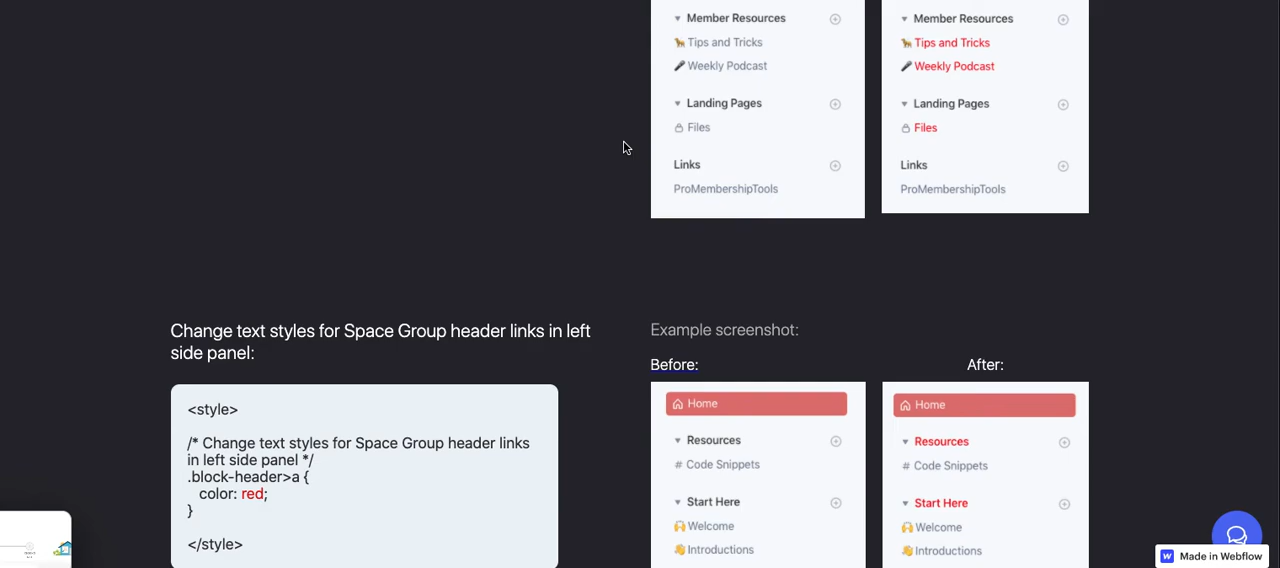 Member Resources
Tips and Tricks
Weekly Podcast
Landing Pages
Files
Links
ProMembershipTools
Member Resources
Tips and Tricks
Weekly Podcast
Landing Pages
Files
Links
ProMembershipTools
Change text styles for Space Group header links in left
side panel:
<style>
/* Change text styles for Space Group header links
in left side panel */
.block-header>a {
color: red;
}
</style>
Example screenshot:
Before:
After:
Home
Resources
# Code Snippets
Start Here
Welcome
Introductions
Home
Resources
# Code Snippets
Start Here
Welcome
Introductions
Made in Webflow